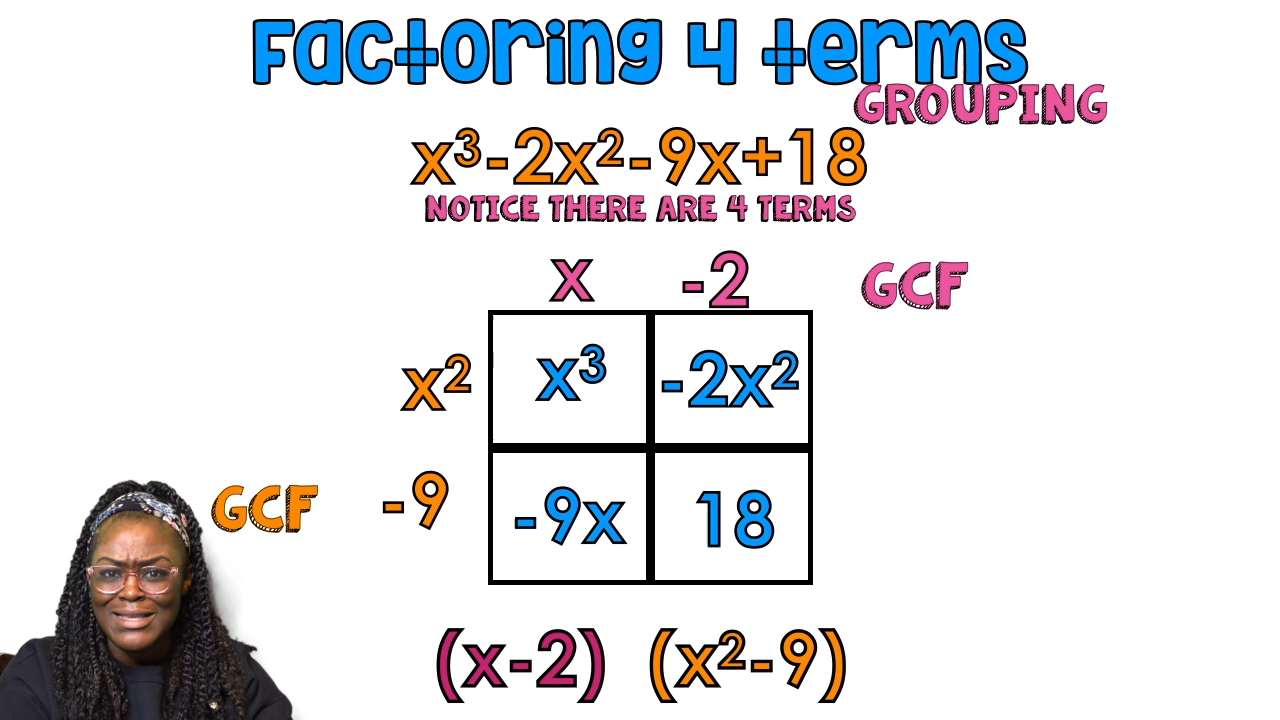 Factoring 4 terms
GROUPING
x³-2x²-9x+18
NOTICE THERE ARE 4 TERMS
x -2 GCF
x² x³ -2x²
GCF -9 -9x 18
(x-2) (x²-9)